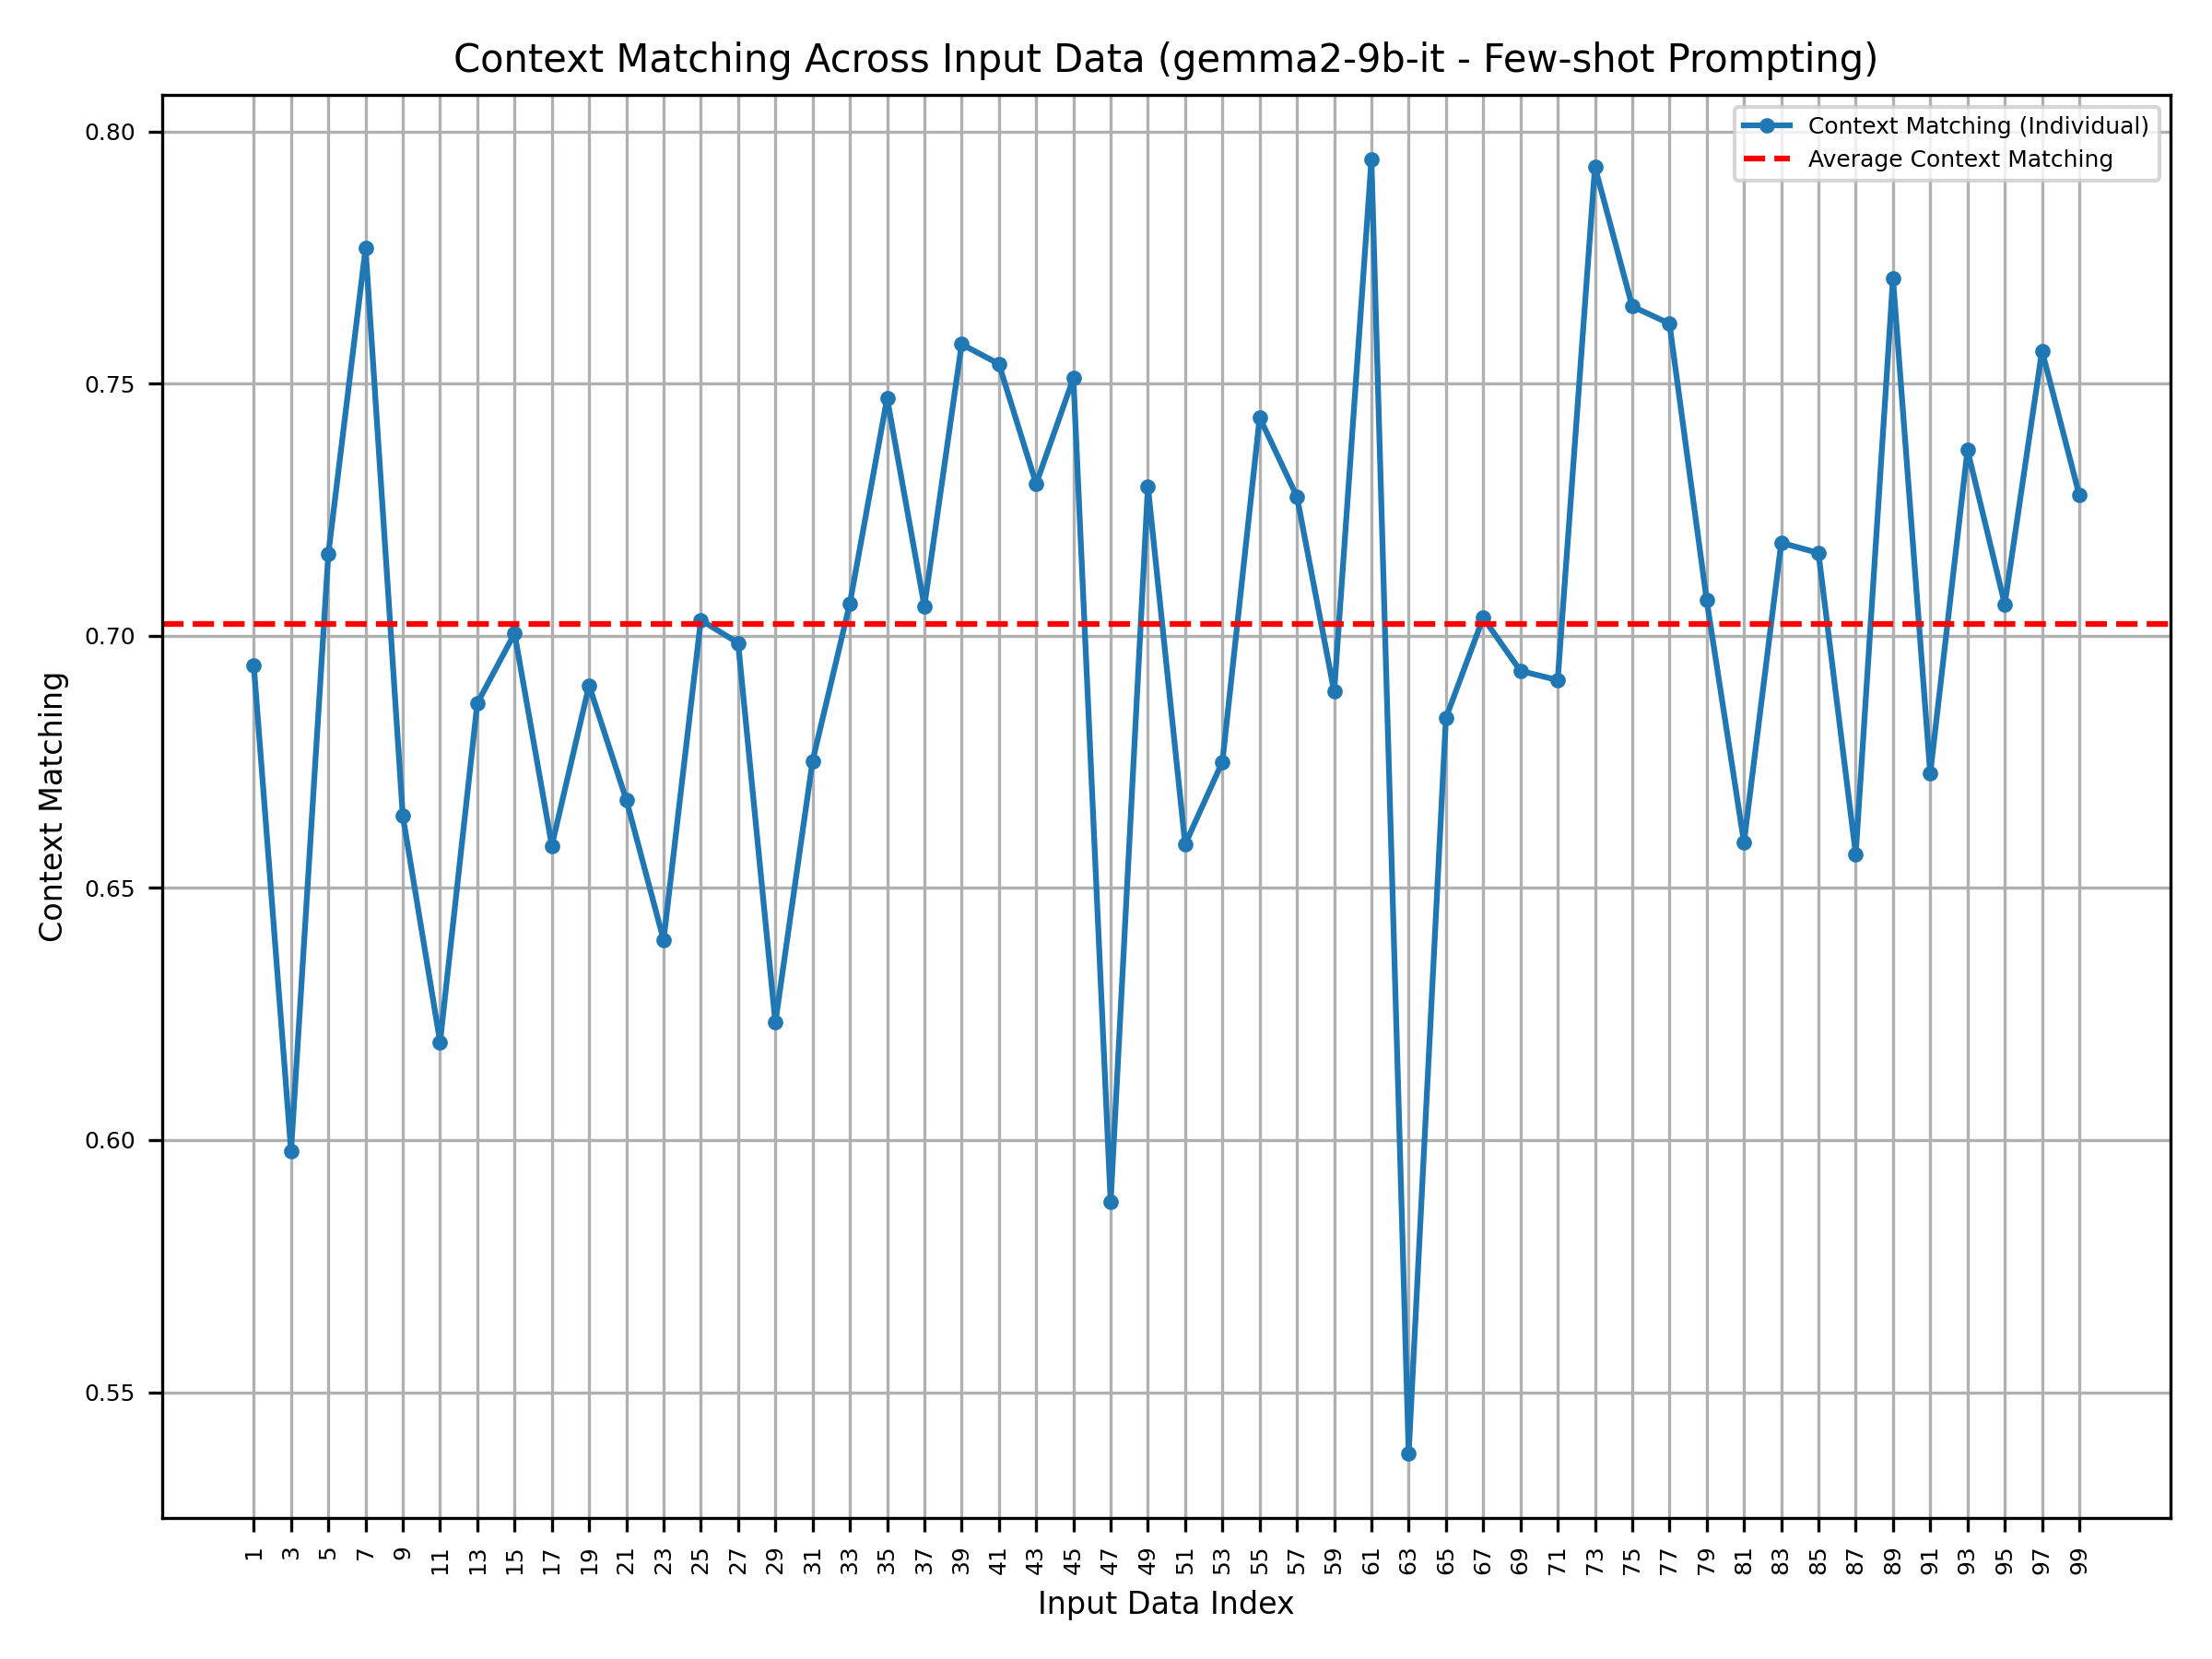 Context Matching Across Input Data (gemma2-9b-it - Few-shot Prompting)
Context Matching (Individual)
Average Context Matching
Context Matching
0.80
0.75
0.70
0.65
0.60
0.55
1 3 5 7 9 11 13 15 17 19 21 23 25 27 29 31 33 35 37 39 41 43 45 47 49 51 53 55 57 59 61 63 65 67 69 71 73 75 77 79 81 83 85 87 89 91 93 95 97 99
Input Data Index